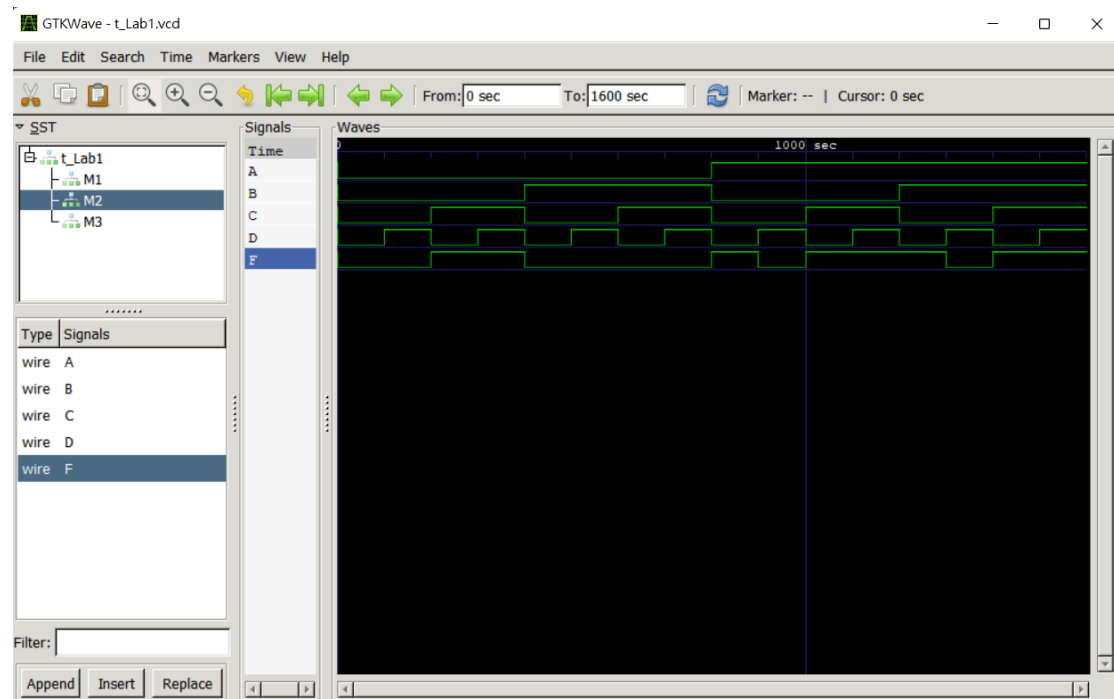 GTKWave - t_Lab1.vcd
File Edit Search Time Markers View Help
From: 0 sec To: 1600 sec Marker: -- | Cursor: 0 sec
SST
t_Lab1
M1
M2
M3
Type Signals
wire A
wire B
wire C
wire D
wire F
Filter:
Append Insert Replace
Signals
Time
A
B
C
D
F
Waves
0 1000 sec